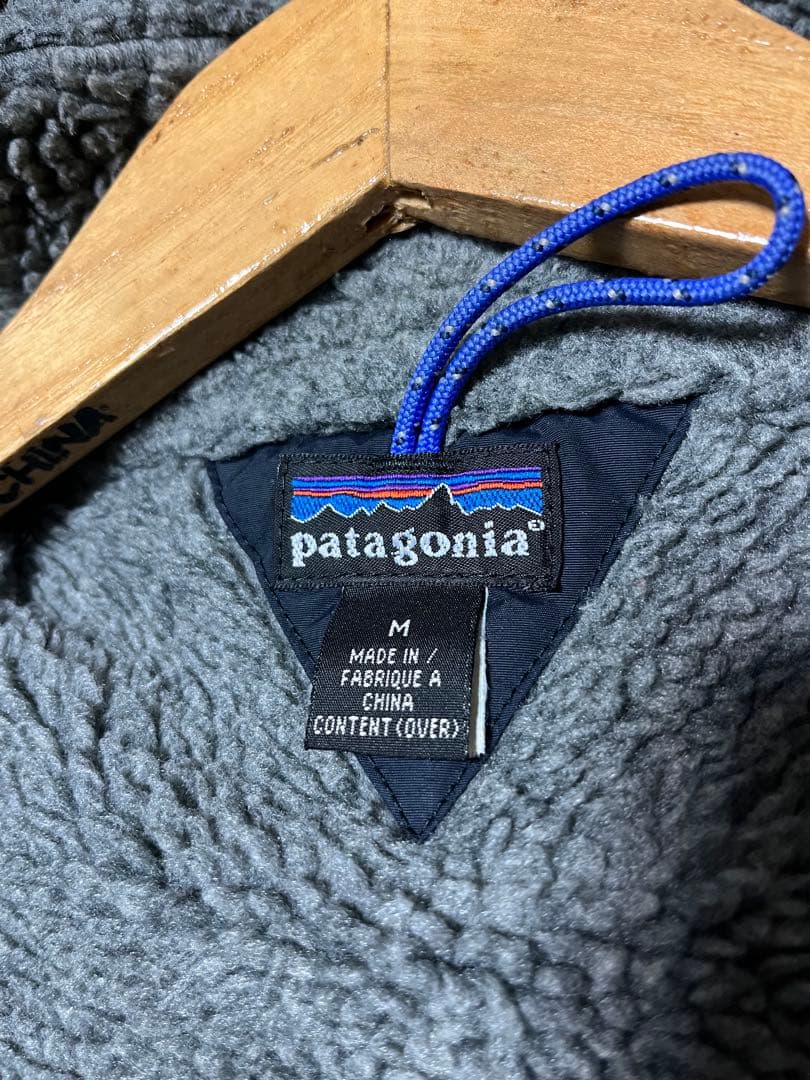 CHINA
patagonia®
M
MADE IN /
FABRIQUE A
CHINA
CONTENT (OVER)